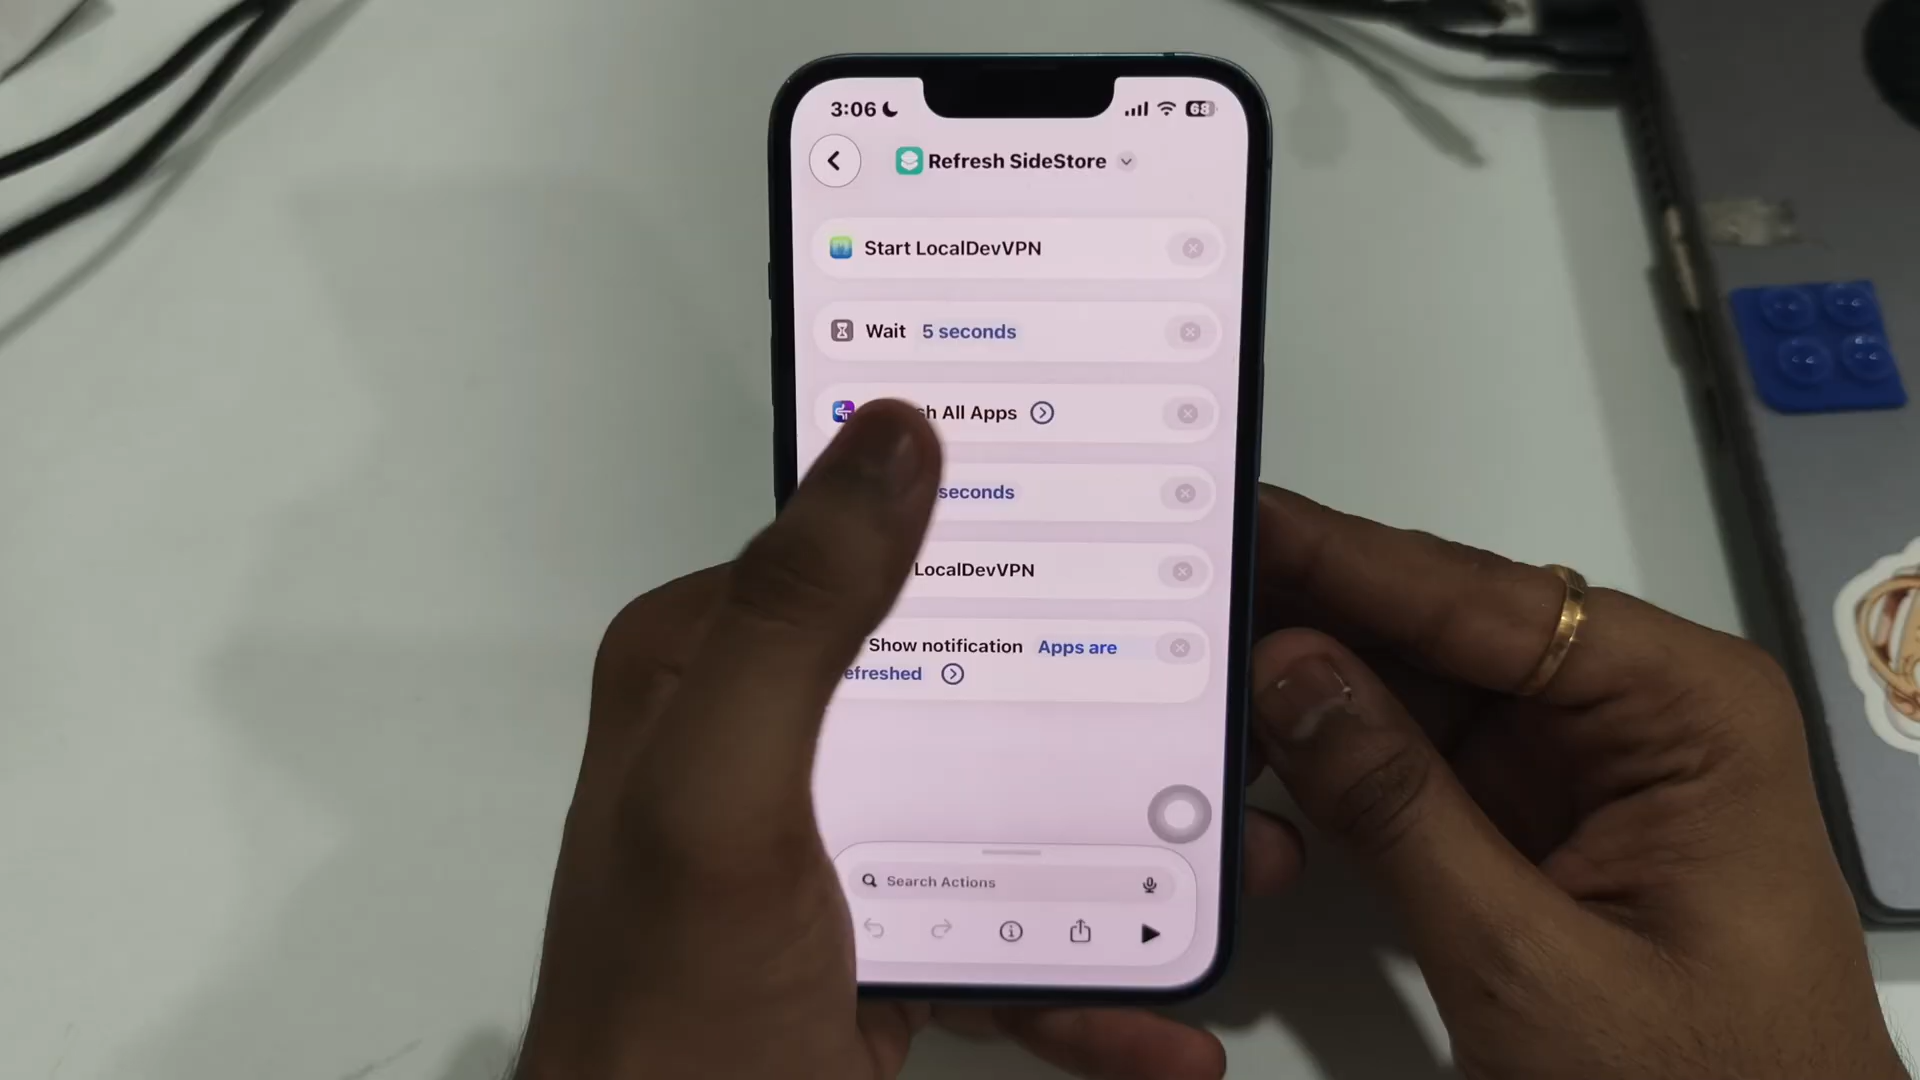 3:06
68
Refresh SideStore
Start LocalDevVPN
Wait 5 seconds
All Apps
seconds
LocalDevVPN
Show notification Apps are
efreshed
Search Actions